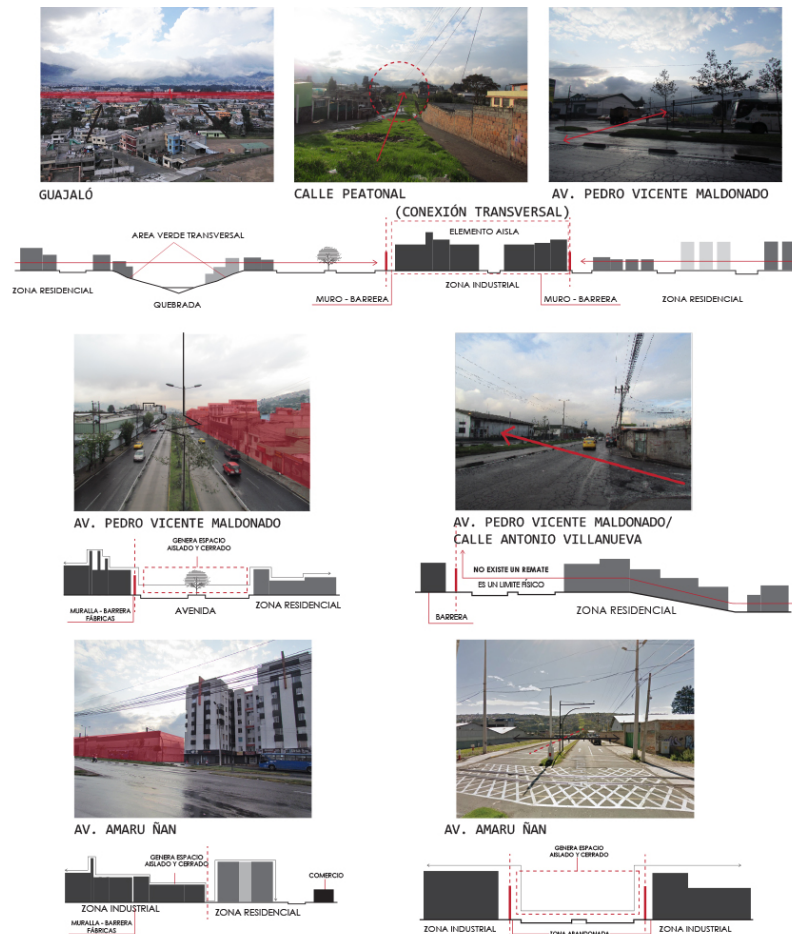 GUAJALÓ
CALLE PEATONAL
(CONEXIÓN TRANSVERSAL)
AV. PEDRO VICENTE MALDONADO
AREA VERDE TRANSVERSAL
ELEMENTO AISLA
ZONA RESIDENCIAL
QUEBRADA
MURO - BARRERA
ZONA INDUSTRIAL
MURO - BARRERA
ZONA RESIDENCIAL
AV. PEDRO VICENTE MALDONADO
GENERA ESPACIO
AISLADO Y CERRADO
MURALLA - BARRERA
FÁBRICAS
AVENIDA
ZONA RESIDENCIAL
AV. PEDRO VICENTE MALDONADO/
CALLE ANTONIO VILLANUEVA
NO EXISTE UN REMATE
ES UN LIMITE FÍSICO
BARRERA
ZONA RESIDENCIAL
AV. AMARU ÑAN
GENERA ESPACIO
AISLADO Y CERRADO
COMERCIO
ZONA INDUSTRIAL
ZONA RESIDENCIAL
MURALLA - BARRERA
FÁBRICAS
AV. AMARU ÑAN
GENERA ESPACIO
AISLADO Y CERRADO
ZONA INDUSTRIAL
ZONA ABANDONADA
ZONA INDUSTRIAL